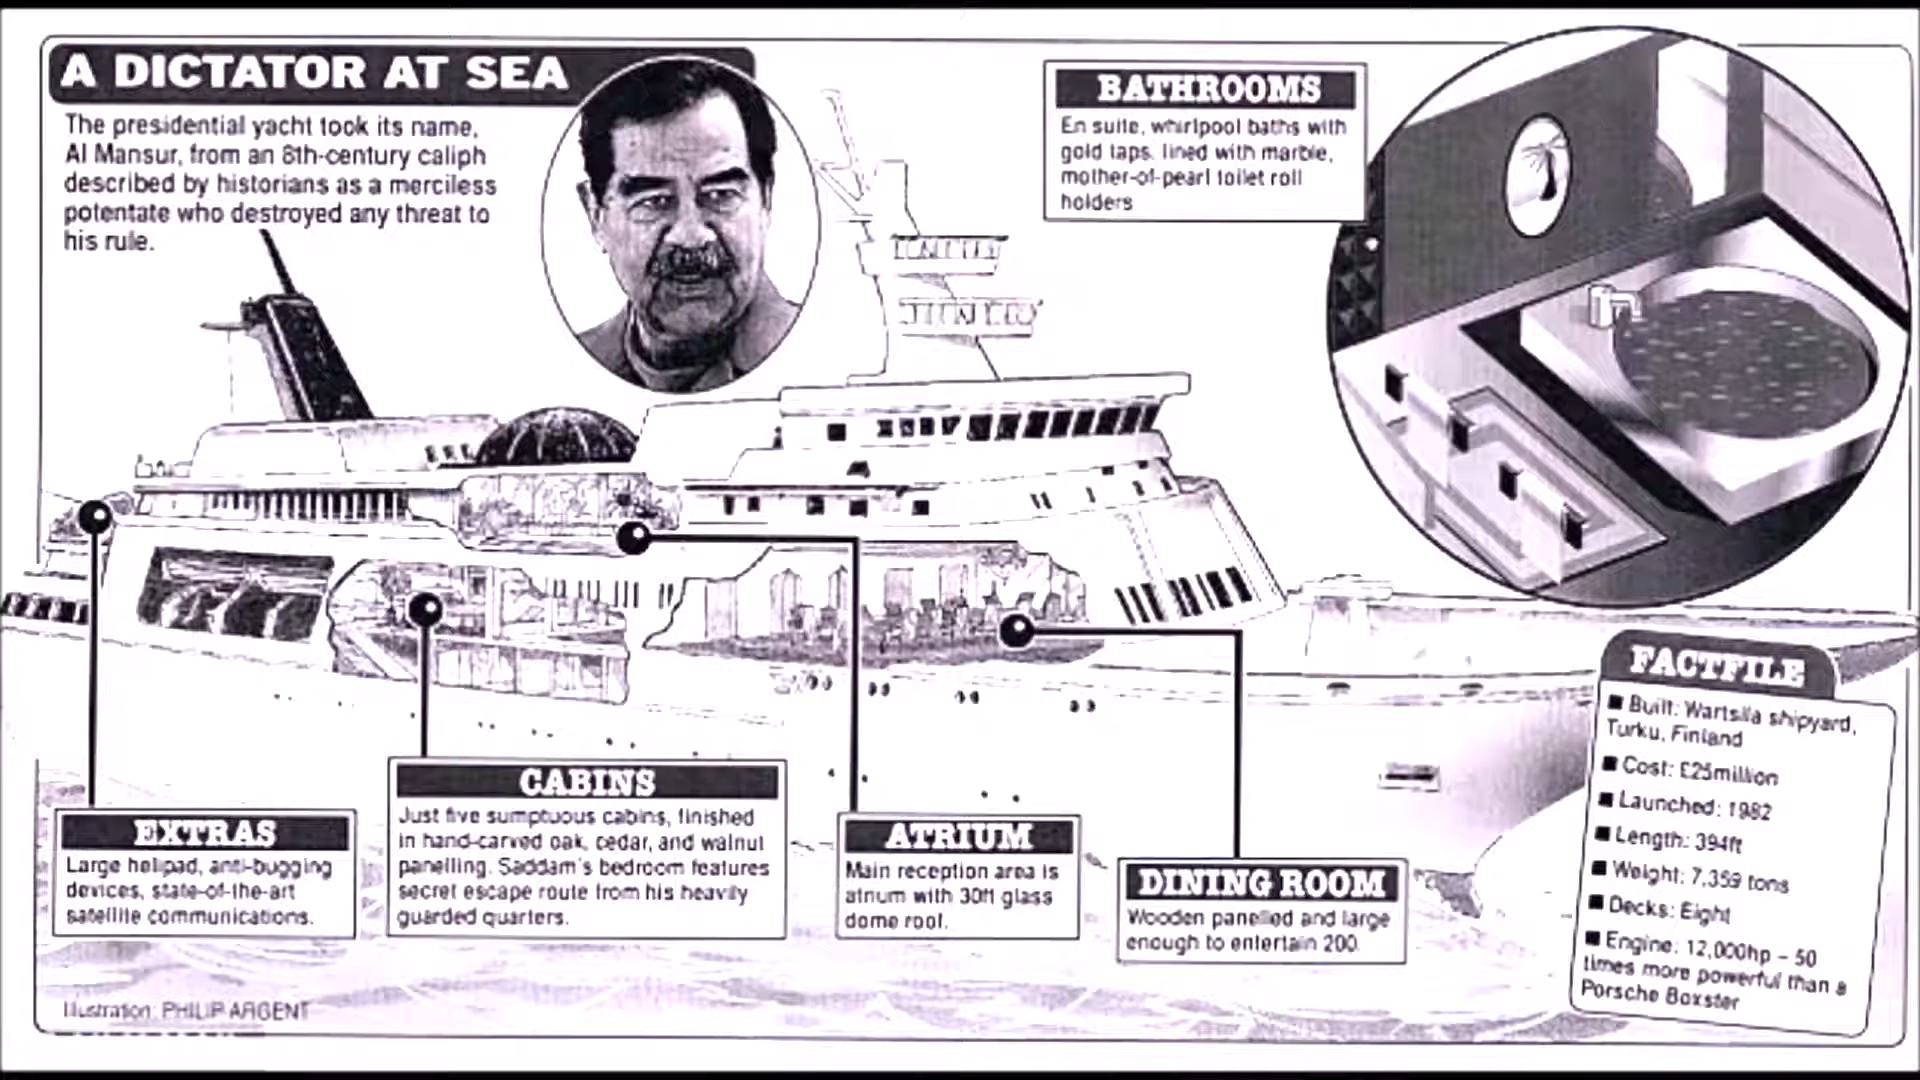 A DICTATOR AT SEA
The presidential yacht took its name,
Al Mansur, from an 8th-century caliph
described by historians as a merciless
potentate who destroyed any threat to
his rule.
BATHROOMS
En suite, whirlpool baths with
gold taps, lined with marble,
mother-of-pearl toilet roll
holders
EXTRAS
Large helipad, anti-bugging
devices, state-of-the-art
satellite communications.
CABINS
Just five sumptuous cabins, finished
in hand-carved oak, cedar, and walnut
panelling. Saddam's bedroom features
secret escape route from his heavily
guarded quarters.
ATRIUM
Main reception area is
atrium with 30ft glass
dome roof.
DINING ROOM
Wooden panelled and large
enough to entertain 200.
FACTFILE
■ Built: Wartsila shipyard,
Turku, Finland
■ Cost: £25million
■ Launched: 1982
■ Length: 394ft
■ Weight: 7,359 tons
■ Decks: Eight
■ Engine: 12,000hp – 50
times more powerful than a
Porsche Boxster
Illustration: PHILIP ARGENT